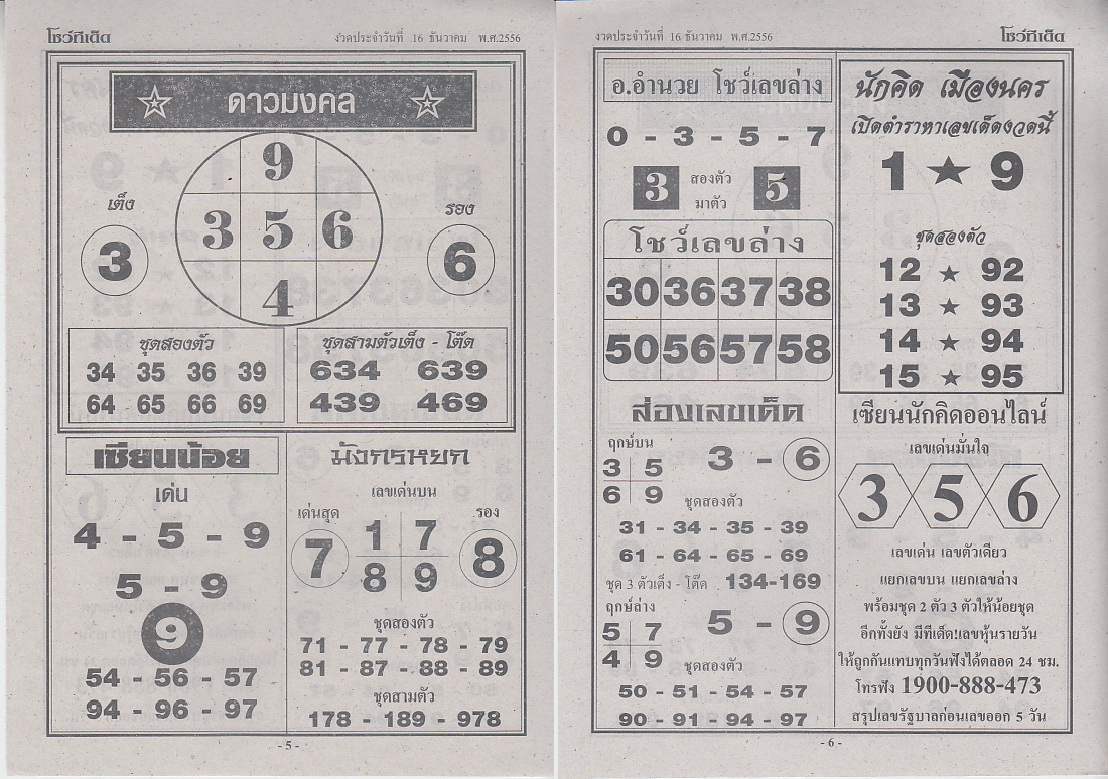 โชว์ทีเด็ด
งวดประจำวันที่ 16 ธันวาคม พ.ศ.2556
ดาวมงคล
9
3 5 6
4
เต็ง
3
รอง
6
ชุดสองตัว
34 35 36 39
64 65 66 69
ชุดสามตัวเต็ง - โต๊ด
634 639
439 469
เซียนน้อย
เด่น
4 - 5 - 9
5 - 9
9
54 - 56 - 57
94 - 96 - 97
มังกรหยก
เลขเด่นบน
เด่นสุด
7
1 7
8 9
รอง
8
ชุดสองตัว
71 - 77 - 78 - 79
81 - 87 - 88 - 89
ชุดสามตัว
178 - 189 - 978
- 5 -
งวดประจำวันที่ 16 ธันวาคม พ.ศ.2556
โชว์ทีเด็ด
อ.อำนวย โชว์เลขล่าง
0 - 3 - 5 - 7
3 สองตัว 5
มาตัว
โชว์เลขล่าง
30 36 37 38
50 56 57 58
นักคิด เมืองนคร
เปิดตำราหาเลขเด็ดงวดนี้
1 ★ 9
ชุดสองตัว
12 ★ 92
13 ★ 93
14 ★ 94
15 ★ 95
ส่องเลขเด็ด
ฤกษ์บน
3 5
6 9
3 - 6
ชุดสองตัว
31 - 34 - 35 - 39
61 - 64 - 65 - 69
ชุด 3 ตัวเต็ง - โต๊ด 134-169
ฤกษ์ล่าง
5 7
4 9
5 - 9
ชุดสองตัว
50 - 51 - 54 - 57
90 - 91 - 94 - 97
เซียนนักคิดออนไลน์
เลขเด่นมั่นใจ
3 5 6
เลขเด่น เลขตัวเดียว
แยกเลขบน แยกเลขล่าง
พร้อมชุด 2 ตัว 3 ตัวให้น้อยชุด
อีกทั้งยัง มีทีเด็ด!เลขหุ้นรายวัน
ให้ถูกกันแทบทุกวันฟังได้ตลอด 24 ชม.
โทรฟัง 1900-888-473
สรุปเลขรัฐบาลก่อนเลขออก 5 วัน
- 6 -